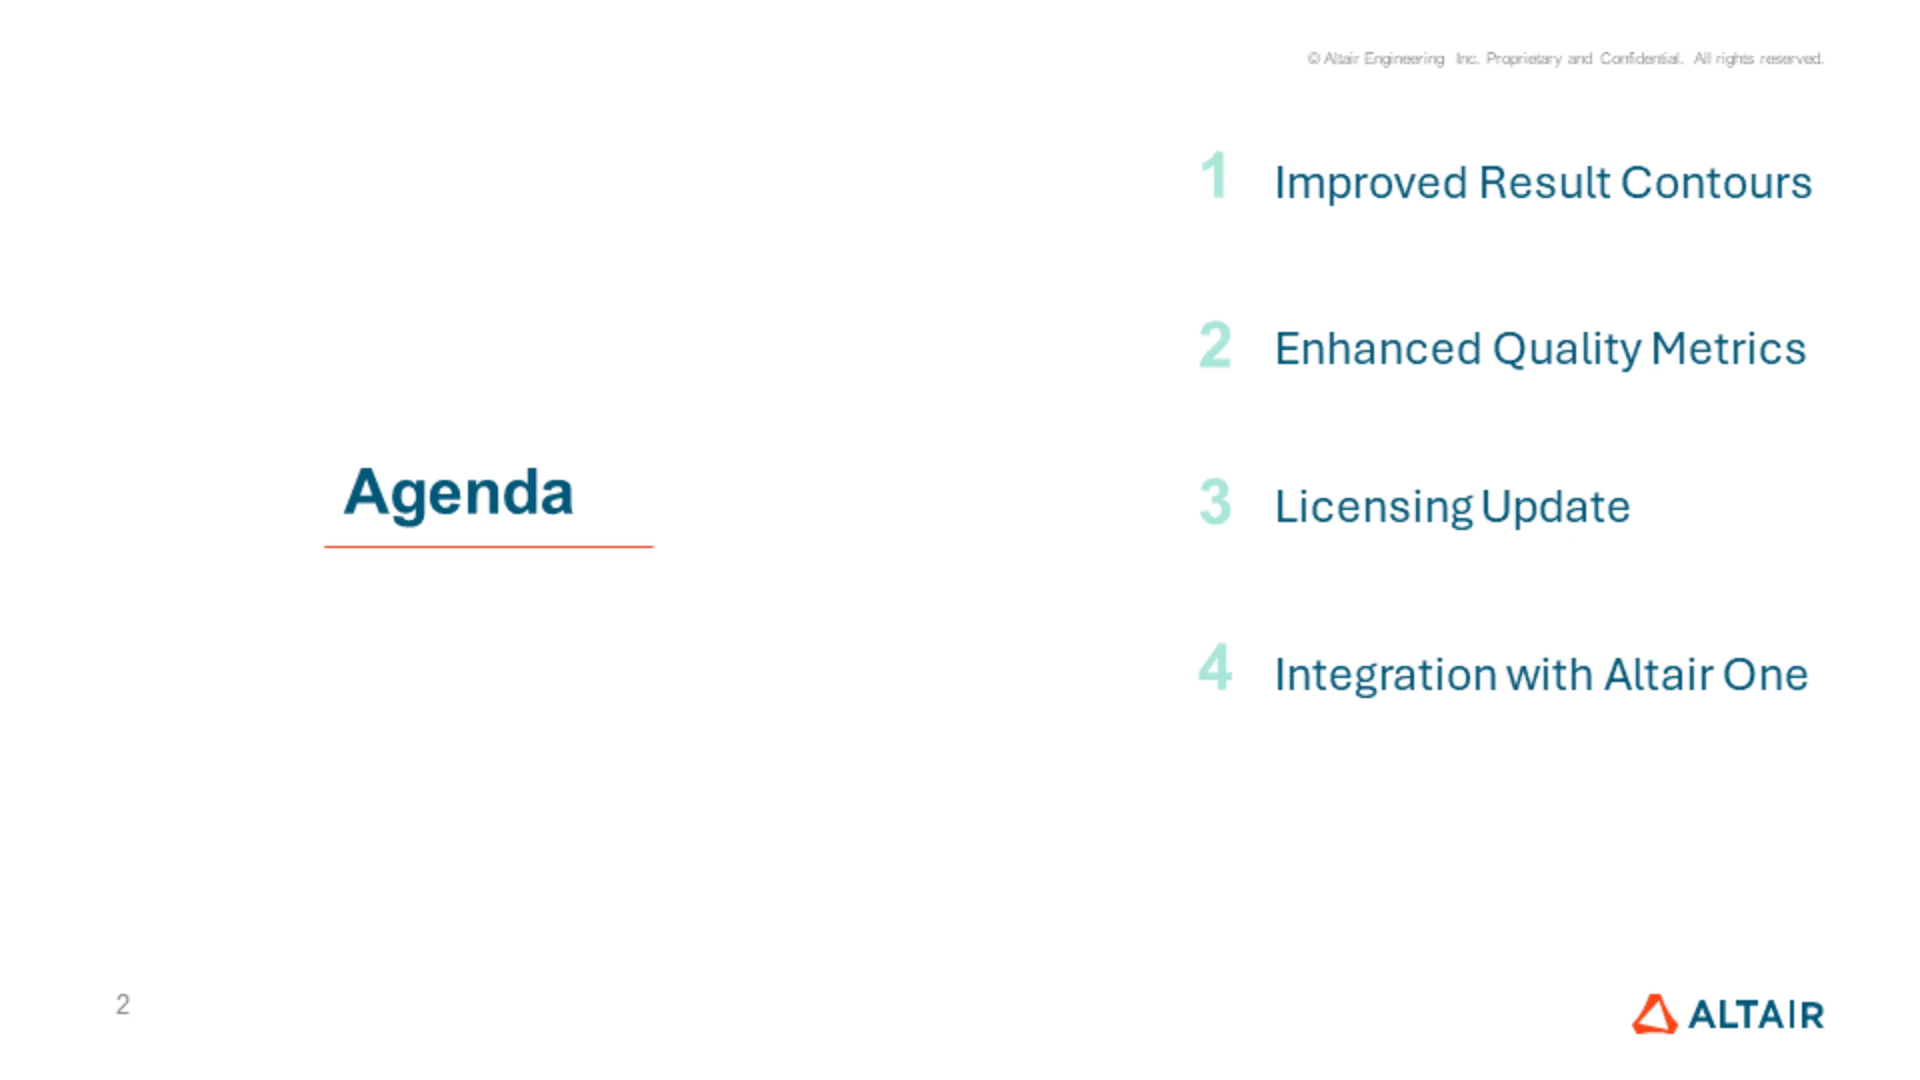 © Altair Engineering Inc. Proprietary and Confidential. All rights reserved.
Agenda
1 Improved Result Contours
2 Enhanced Quality Metrics
3 Licensing Update
4 Integration with Altair One
2
ALTAIR